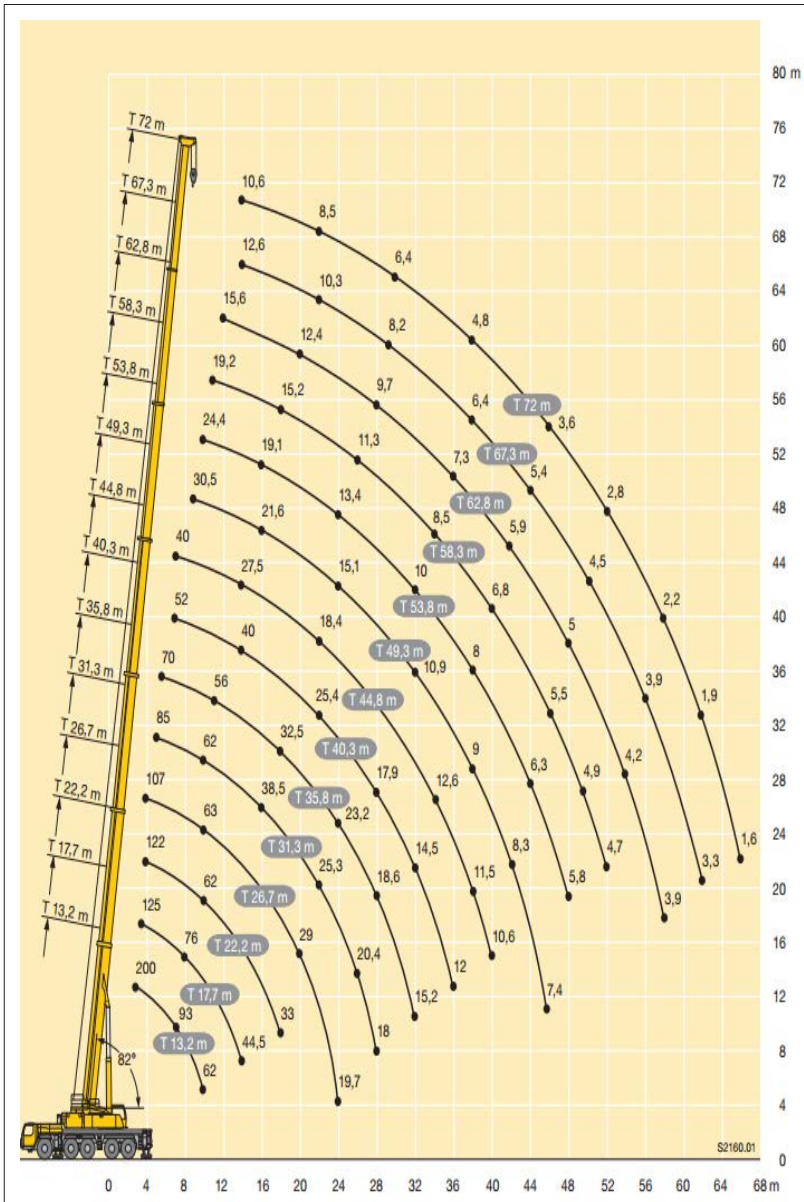 80 m
76
72
68
64
60
56
52
48
44
40
36
32
28
24
20
16
12
8
4
0
T 72 m
T 67,3 m
T 62,8 m
T 58,3 m
T 53,8 m
T 49,3 m
T 44,8 m
T 40,3 m
T 35,8 m
T 31,3 m
T 26,7 m
T 22,2 m
T 17,7 m
T 13,2 m
82°
10,6 8,5 6,4 4,8 T 72 m 3,6 2,8 2,2 1,9 1,6
12,6 10,3 8,2 6,4 T 67,3 m 5,4 4,5 3,9 3,3
15,6 12,4 9,7 7,3 T 62,8 m 5,9 5 4,2 3,9
19,2 15,2 11,3 8,5 T 58,3 m 6,8 5,5 4,9 4,7
24,4 19,1 13,4 10 T 53,8 m 8 6,3 5,8
30,5 21,6 15,1 T 49,3 m 10,9 9 8,3 7,4
40 27,5 18,4 T 44,8 m 12,6 11,5 10,6
52 40 25,4 T 40,3 m 17,9 14,5 12
70 56 32,5 T 35,8 m 23,2 18,6 15,2
85 62 38,5 T 31,3 m 25,3 20,4 18
107 63 T 26,7 m 29 19,7
122 62 T 22,2 m 33
125 76 T 17,7 m 44,5
200 93 T 13,2 m 62
S2160.01
0 4 8 12 16 20 24 28 32 36 40 44 48 52 56 60 64 68 m